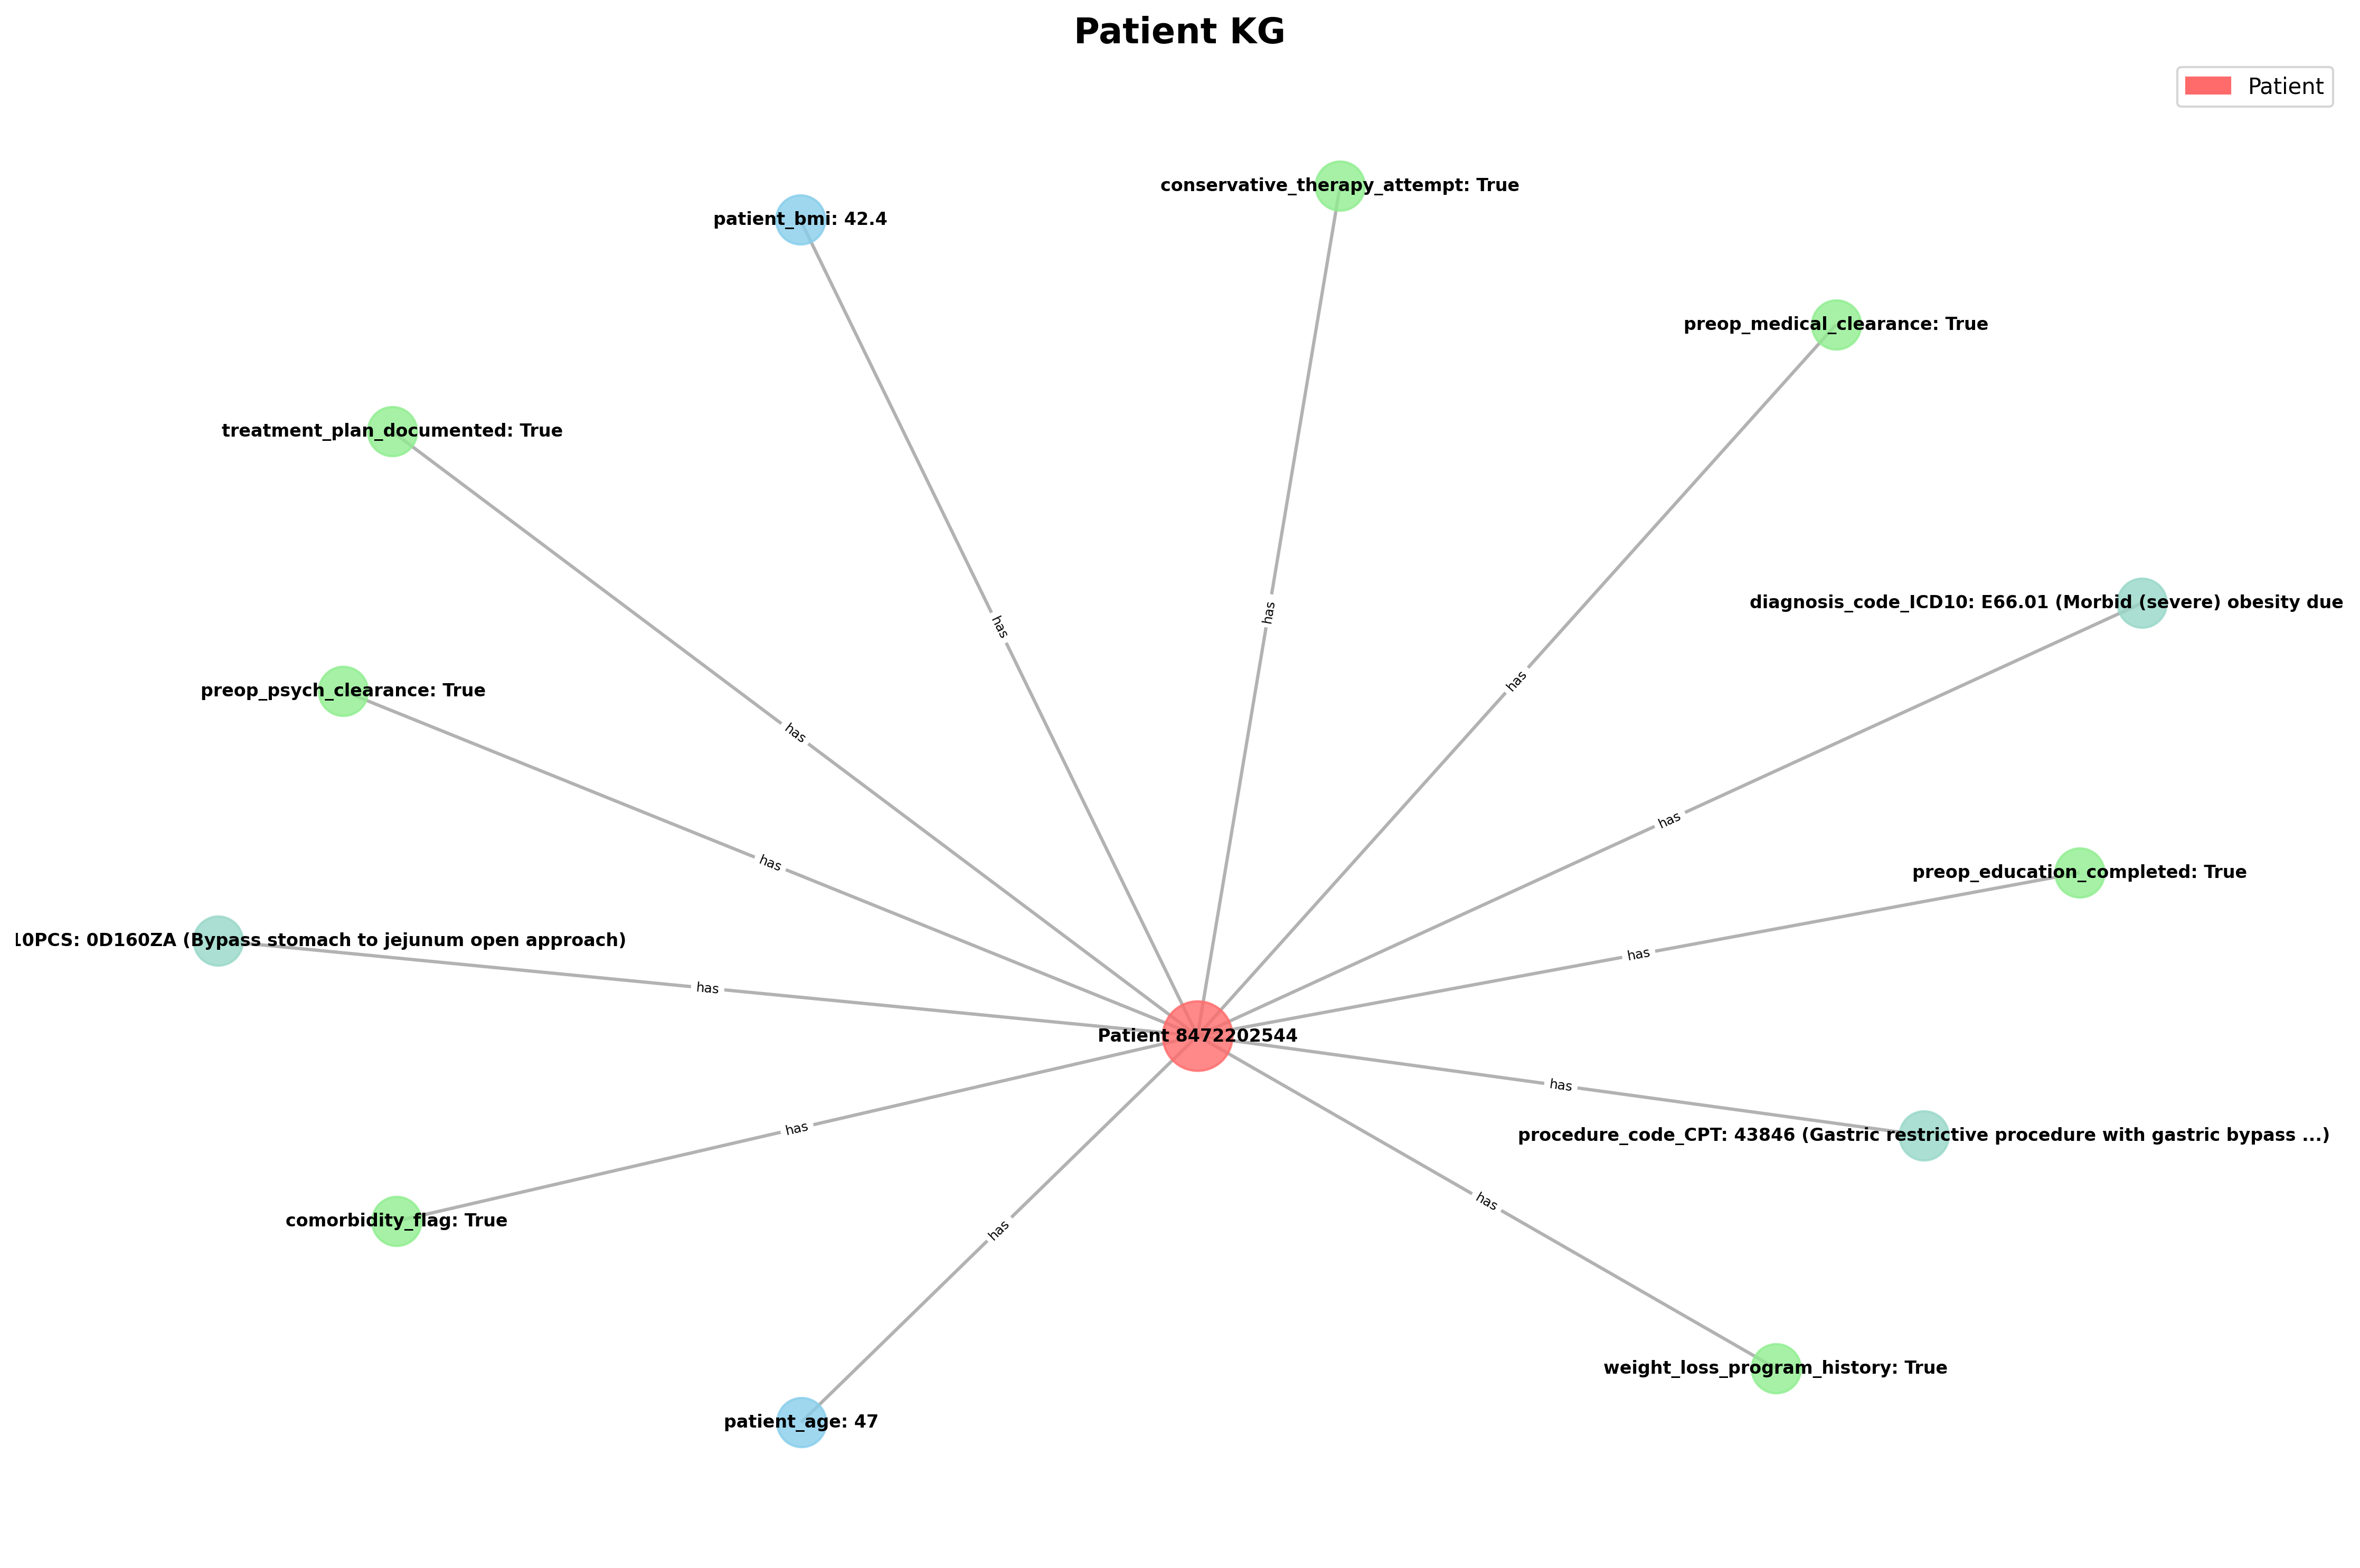 Patient KG
Patient
conservative_therapy_attempt: True
patient_bmi: 42.4
preop_medical_clearance: True
treatment_plan_documented: True
diagnosis_code_ICD10: E66.01 (Morbid (severe) obesity due
has
has
has
preop_psych_clearance: True
has
has
has
preop_education_completed: True
has
0PCS: 0D160ZA (Bypass stomach to jejunum open approach)
has
has
Patient 8472202544
has
has
procedure_code_CPT: 43846 (Gastric restrictive procedure with gastric bypass ...)
has
comorbidity_flag: True
has
weight_loss_program_history: True
patient_age: 47